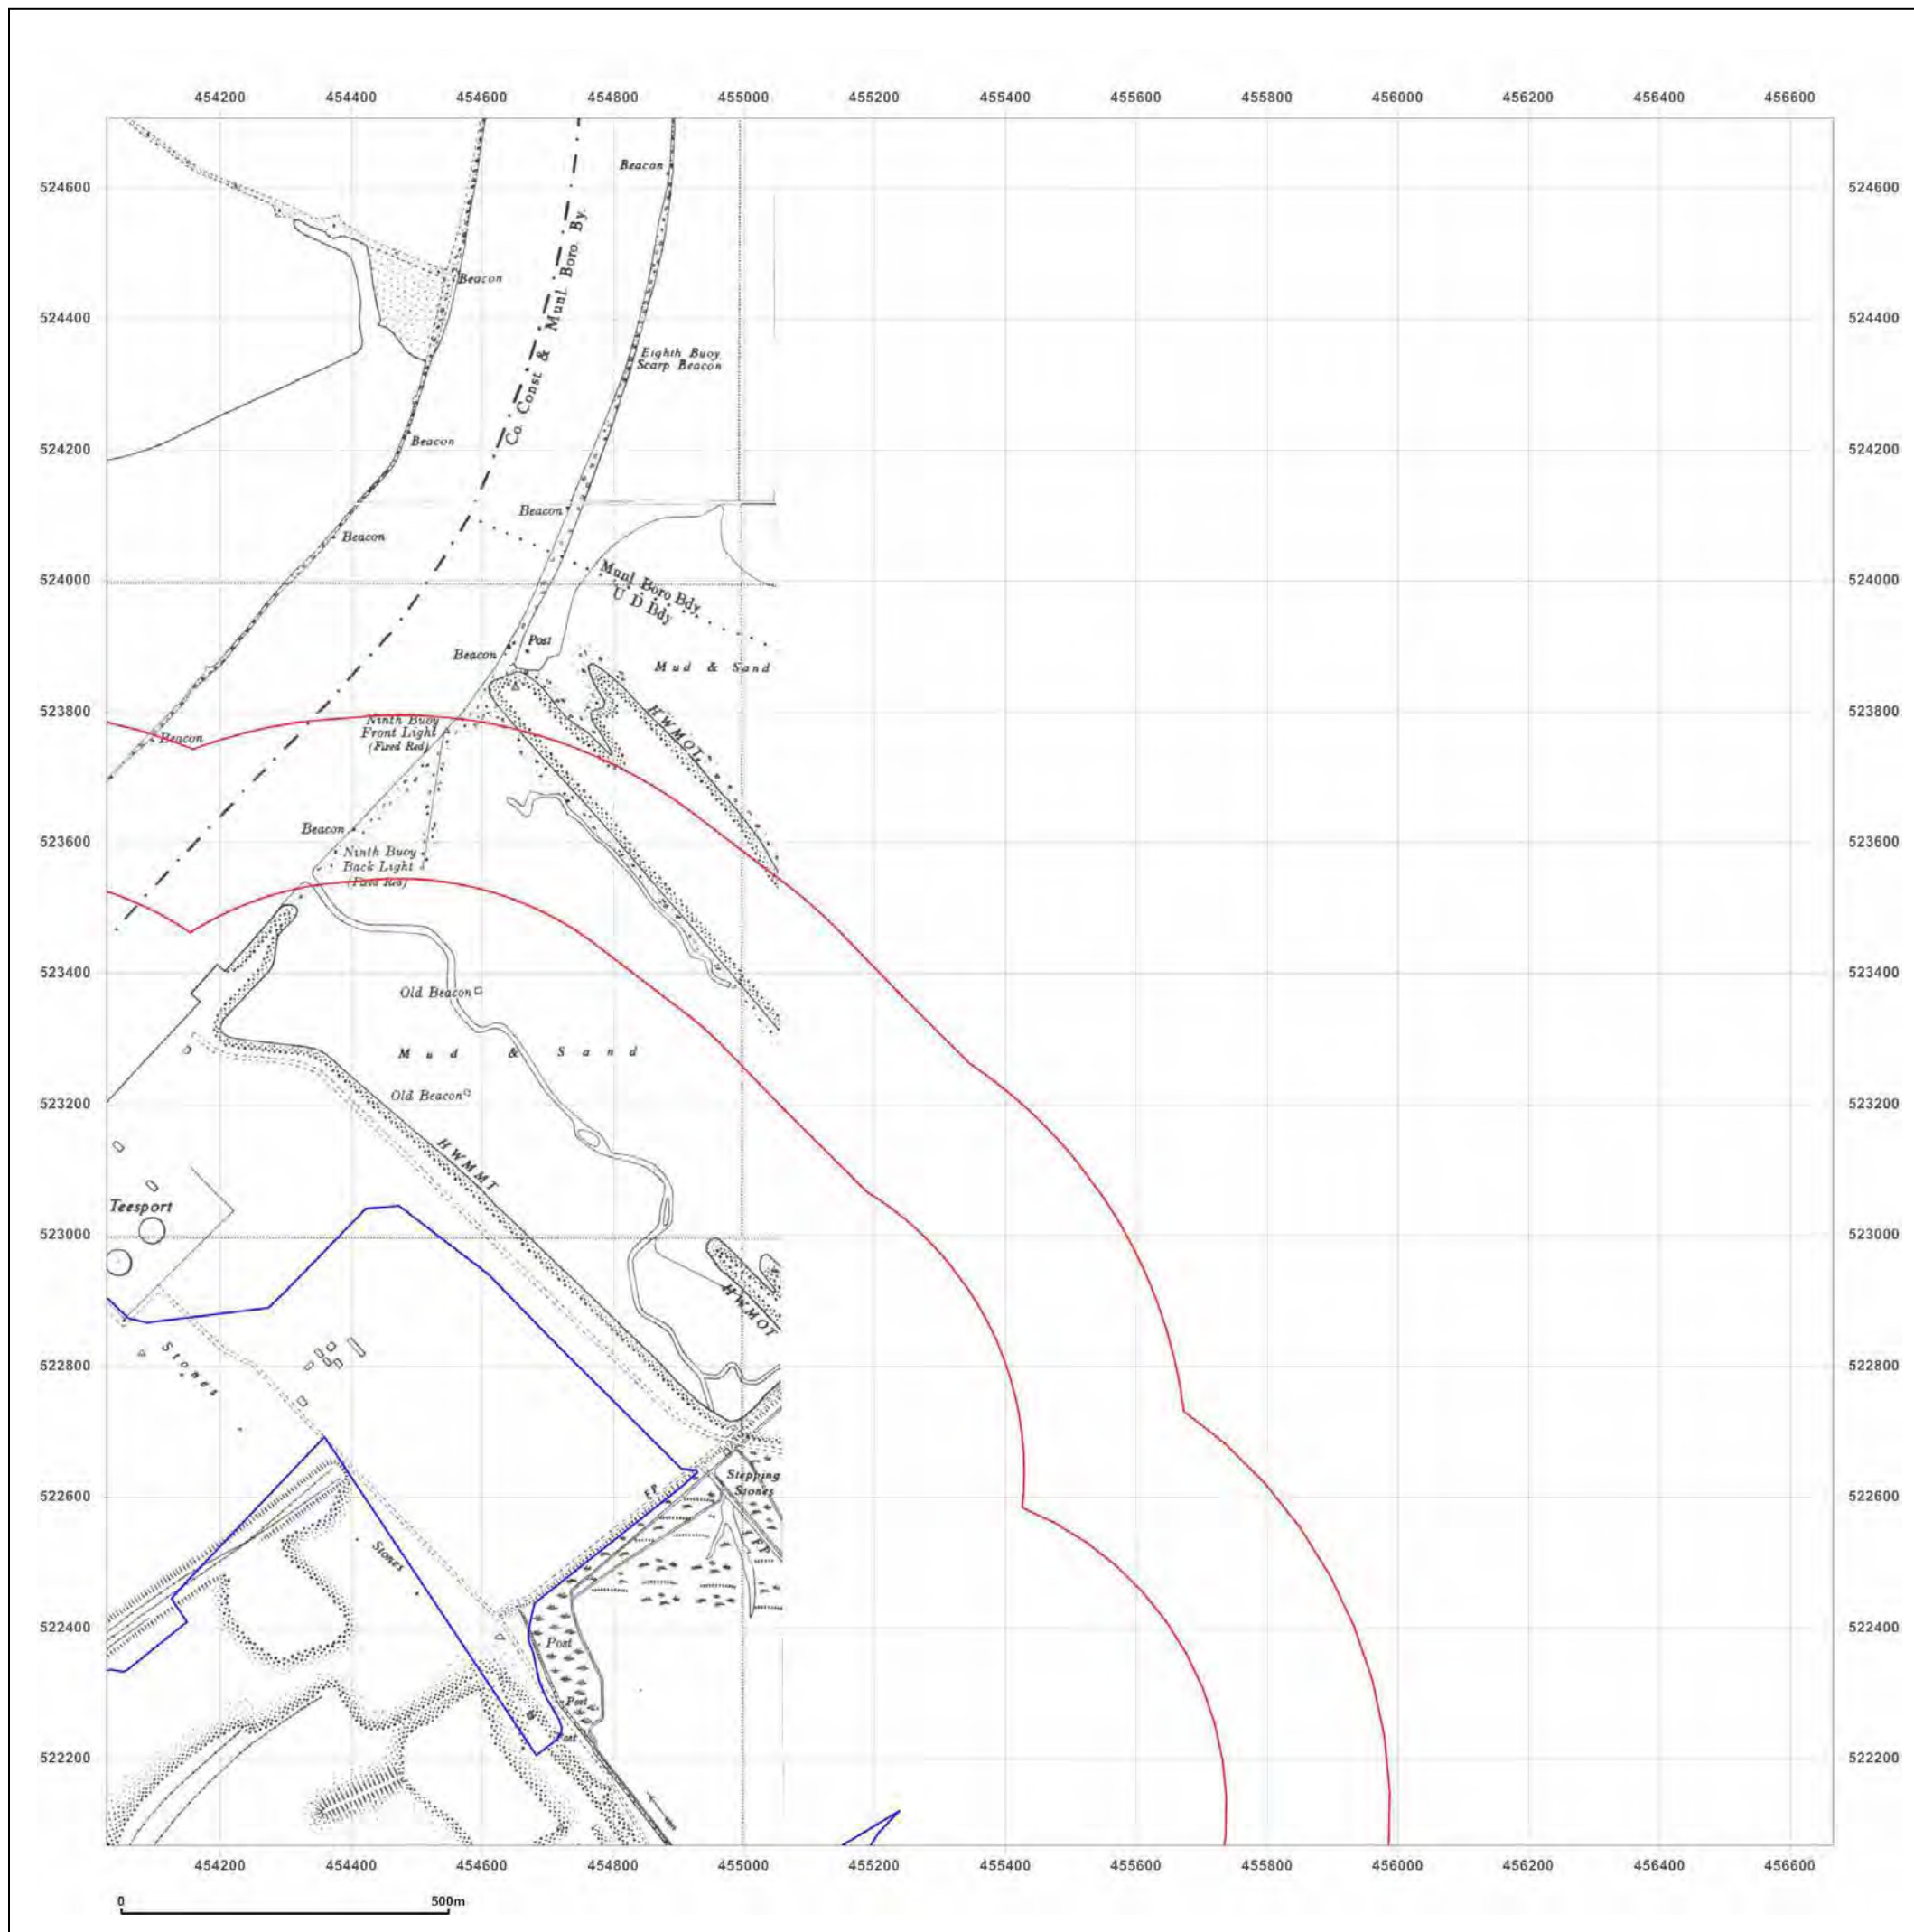 454200 454400 454600 454800 455000 455200 455400 455600 455800 456000 456200 456400 456600
Beacon
524600 524600
Co. Const & Munl. Boro. By.
Beacon
524400 524400
Eighth Buoy
Scarp Beacon
Beacon
524200 524200
Beacon
Beacon
524000 524000
Munl Boro Bdy
U D Bdy
Post
Beacon
Mud & Sand
523800 523800
Ninth Buoy
Front Light
(Fixed Red)
HWMOT
Beacon
Beacon
523600 523600
Ninth Buoy
Back Light
(Fixed Red)
523400 523400
Old Beacon
Mud & Sand
Old Beacon
523200 523200
HWMMT
Teesport
523000 523000
HWMOT
Stones
522800 522800
Stepping
Stones
FP
522600 522600
FP
Stones
522400 522400
Post
Post
Post
522200 522200
454200 454400 454600 454800 455000 455200 455400 455600 455800 456000 456200 456400 456600
0 500m